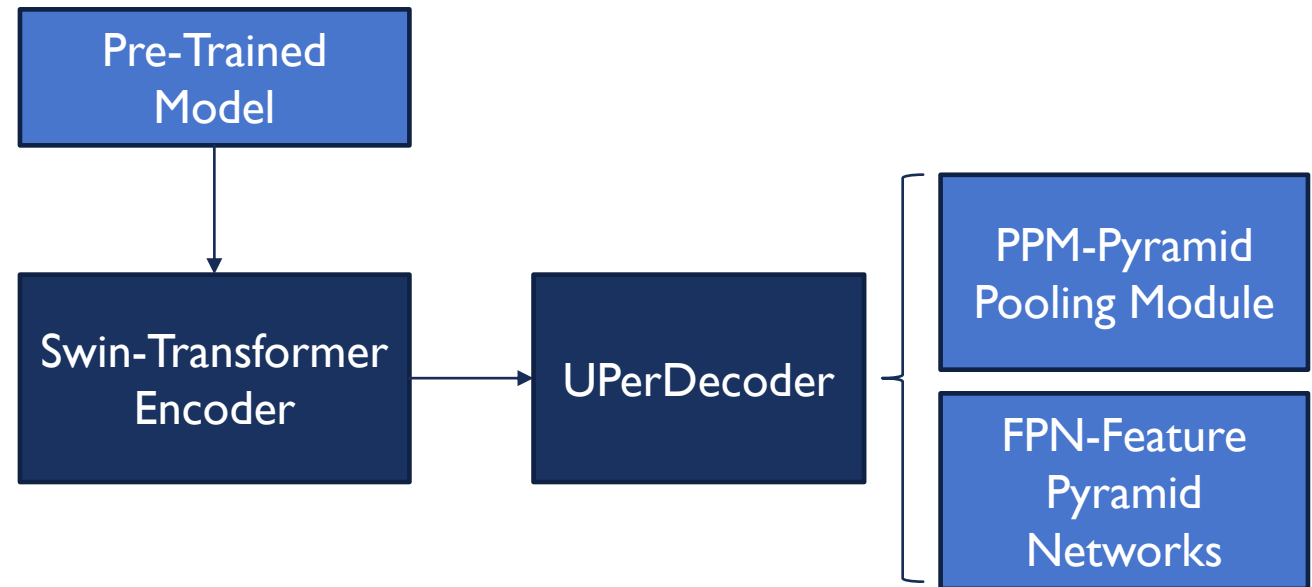 Pre-Trained
Model
Swin-Transformer
Encoder
UPerDecoder
PPM-Pyramid
Pooling Module
FPN-Feature
Pyramid
Networks